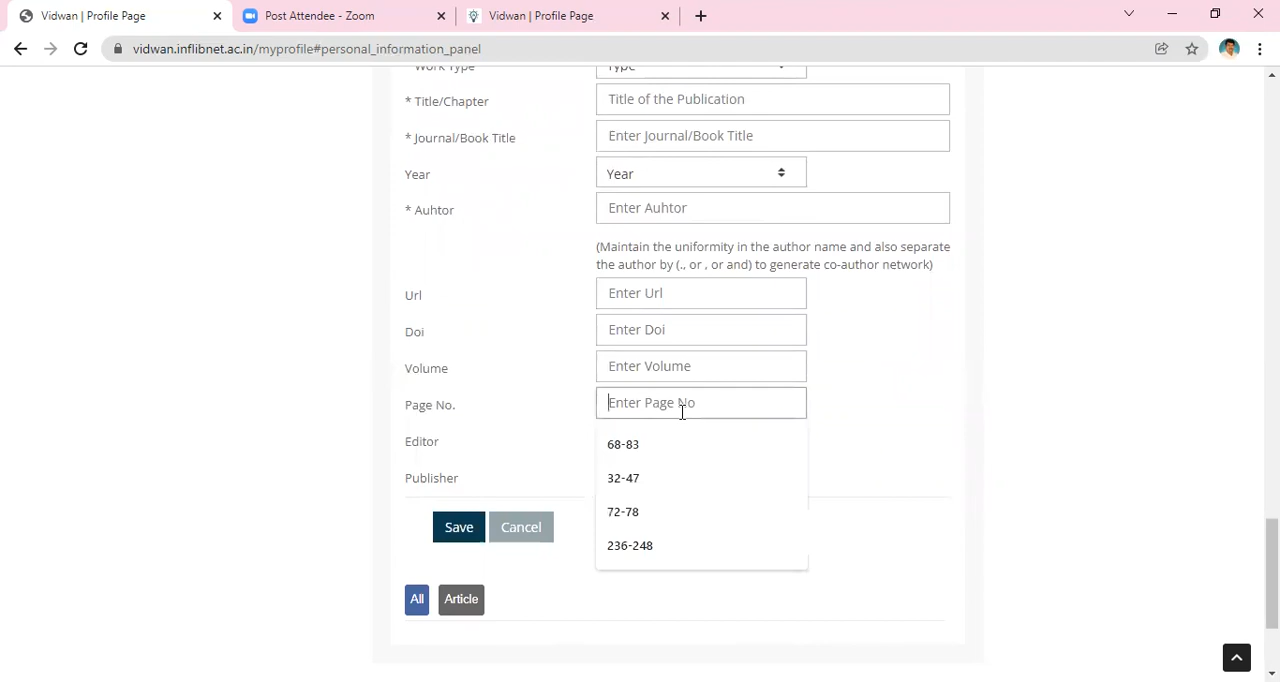 Vidwan | Profile Page
Post Attendee - Zoom
Vidwan | Profile Page
vidwan.inflibnet.ac.in/myprofile#personal_information_panel
Work Type
Type
* Title/Chapter
Title of the Publication
* Journal/Book Title
Enter Journal/Book Title
Year
Year
* Auhtor
Enter Auhtor
(Maintain the uniformity in the author name and also separate
the author by (., or , or and) to generate co-author network)
Url
Enter Url
Doi
Enter Doi
Volume
Enter Volume
Page No.
Enter Page No
68-83
Editor
32-47
Publisher
72-78
Save
Cancel
236-248
All
Article